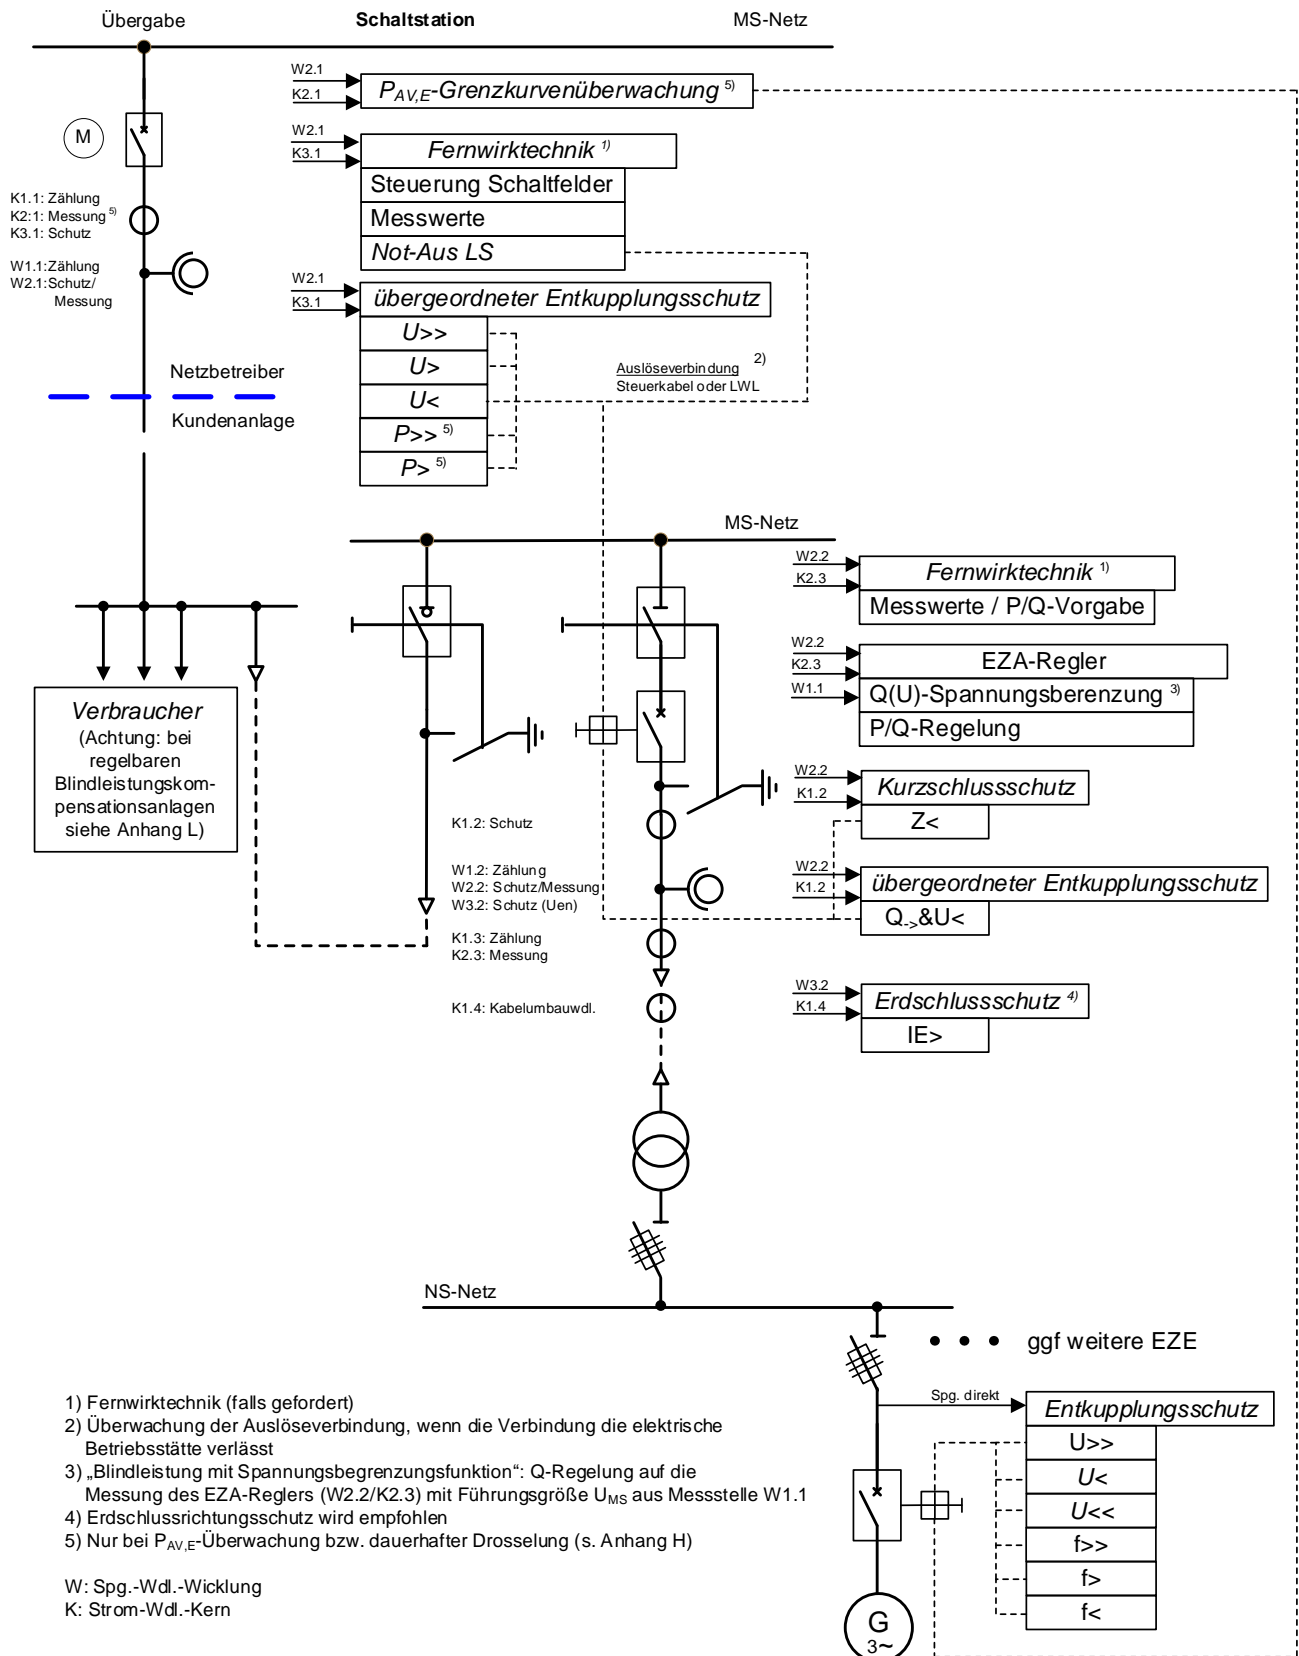 Übergabe
Schaltstation
MS-Netz
W2.1
K2.1
P_AV,E-Grenzkurvenüberwachung 5)
M
W2.1
K3.1
Fernwirktechnik 1)
Steuerung Schaltfelder
Messwerte
Not-Aus LS
K1.1: Zählung
K2:1: Messung 5)
K3.1: Schutz
W1.1:Zählung
W2.1:Schutz/
Messung
W2.1
K3.1
übergeordneter Entkupplungsschutz
U>>
U>
U<
P>> 5)
P> 5)
Auslöseverbindung 2)
Steuerkabel oder LWL
Netzbetreiber
Kundenanlage
MS-Netz
W2.2
K2.3
Fernwirktechnik 1)
Messwerte / P/Q-Vorgabe
W2.2
K2.3
W1.1
EZA-Regler
Q(U)-Spannungsberenzung 3)
P/Q-Regelung
Verbraucher
(Achtung: bei
regelbaren
Blindleistungskom-
pensationsanlagen
siehe Anhang L)
W2.2
K1.2
Kurzschlussschutz
Z<
K1.2: Schutz
W1.2: Zählung
W2.2: Schutz/Messung
W3.2: Schutz (Uen)
W2.2
K1.2
übergeordneter Entkupplungsschutz
Q->&U<
K1.3: Zählung
K2.3: Messung
K1.4: Kabelumbauwdl.
W3.2
K1.4
Erdschlussschutz 4)
IE>
NS-Netz
ggf weitere EZE
Spg. direkt
Entkupplungsschutz
U>>
U<
U<<
f>>
f>
f<
G
3~
1) Fernwirktechnik (falls gefordert)
2) Überwachung der Auslöseverbindung, wenn die Verbindung die elektrische
Betriebsstätte verlässt
3) „Blindleistung mit Spannungsbegrenzungsfunktion“: Q-Regelung auf die
Messung des EZA-Reglers (W2.2/K2.3) mit Führungsgröße U_MS aus Messstelle W1.1
4) Erdschlussrichtungsschutz wird empfohlen
5) Nur bei P_AV,E-Überwachung bzw. dauerhafter Drosselung (s. Anhang H)
W: Spg.-Wdl.-Wicklung
K: Strom-Wdl.-Kern